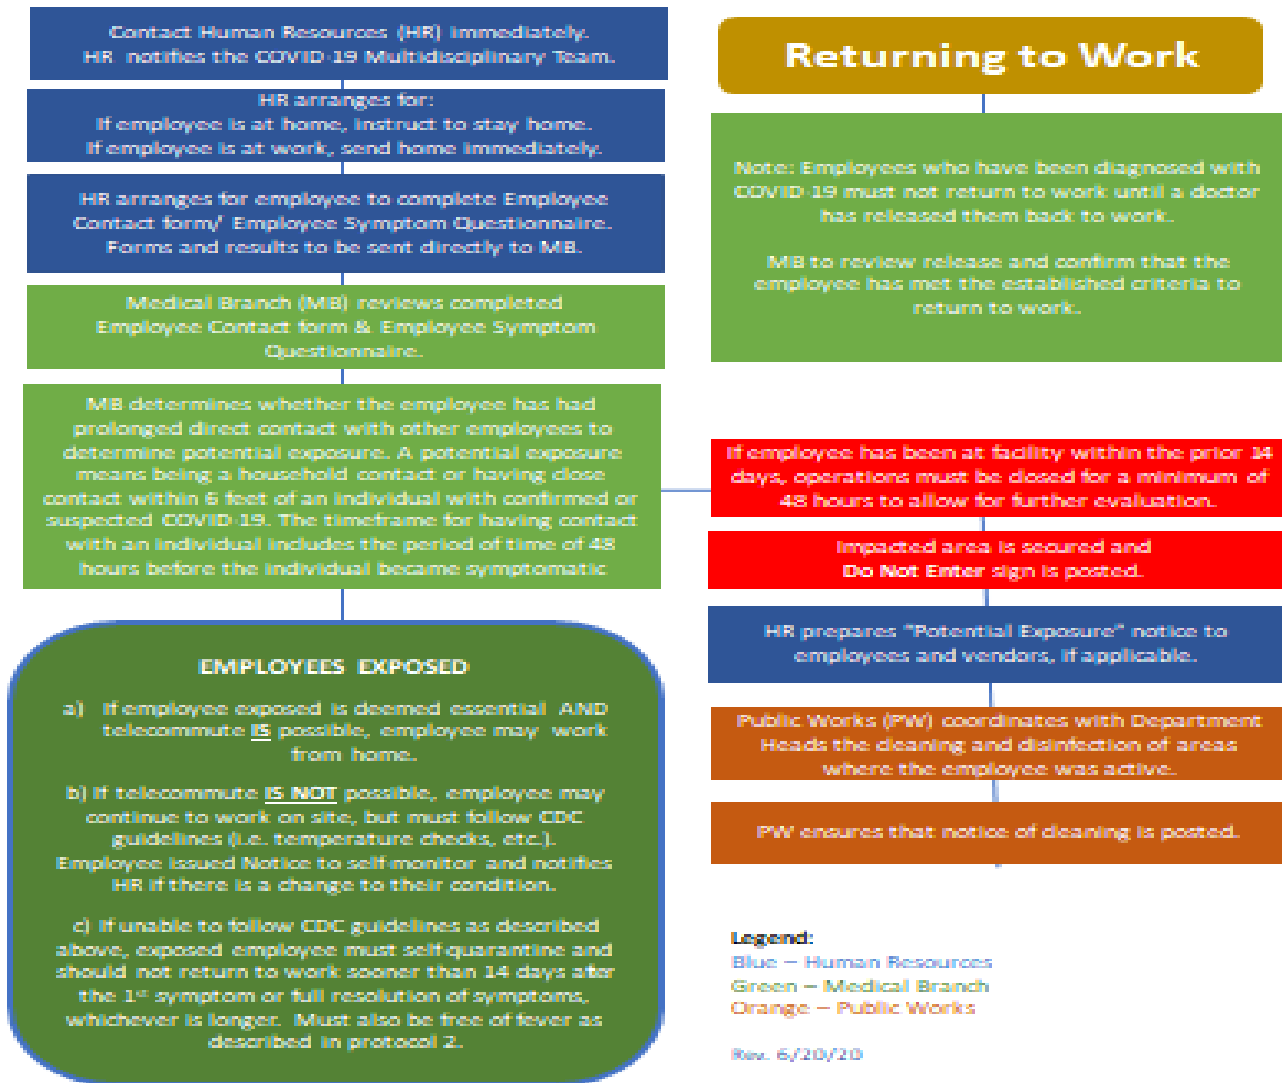 Contact Human Resources (HR) immediately.
HR notifies the COVID-19 Multidisciplinary Team.
HR arranges for:
If employee is at home, instruct to stay home.
If employee is at work, send home immediately.
HR arranges for employee to complete Employee
Contact form/ Employee Symptom Questionnaire.
Forms and results to be sent directly to MB.
Medical Branch (MB) reviews completed
Employee Contact form & Employee Symptom
Questionnaire.
MB determines whether the employee has had
prolonged direct contact with other employees to
determine potential exposure. A potential exposure
means being a household contact or having close
contact within 6 feet of an individual with confirmed or
suspected COVID-19. The timeframe for having contact
with an individual includes the period of time of 48
hours before the individual became symptomatic
EMPLOYEES EXPOSED
a) If employee exposed is deemed essential AND
telecommute IS possible, employee may work
from home.
b) If telecommute IS NOT possible, employee may
continue to work on site, but must follow CDC
guidelines (i.e. temperature checks, etc.).
Employee issued Notice to self-monitor and notifies
HR if there is a change to their condition.
c) If unable to follow CDC guidelines as described
above, exposed employee must self-quarantine and
should not return to work sooner than 14 days after
the 1st symptom or full resolution of symptoms,
whichever is longer. Must also be free of fever as
described in protocol 2.
Returning to Work
Note: Employees who have been diagnosed with
COVID-19 must not return to work until a doctor
has released them back to work.
MB to review release and confirm that the
employee has met the established criteria to
return to work.
If employee has been at facility within the prior 14
days, operations must be closed for a minimum of
48 hours to allow for further evaluation.
Impacted area is secured and
Do Not Enter sign is posted.
HR prepares "Potential Exposure" notice to
employees and vendors, if applicable.
Public Works (PW) coordinates with Department
Heads the cleaning and disinfection of areas
where the employee was active.
PW ensures that notice of cleaning is posted.
Legend:
Blue – Human Resources
Green – Medical Branch
Orange – Public Works
Rev. 6/20/20